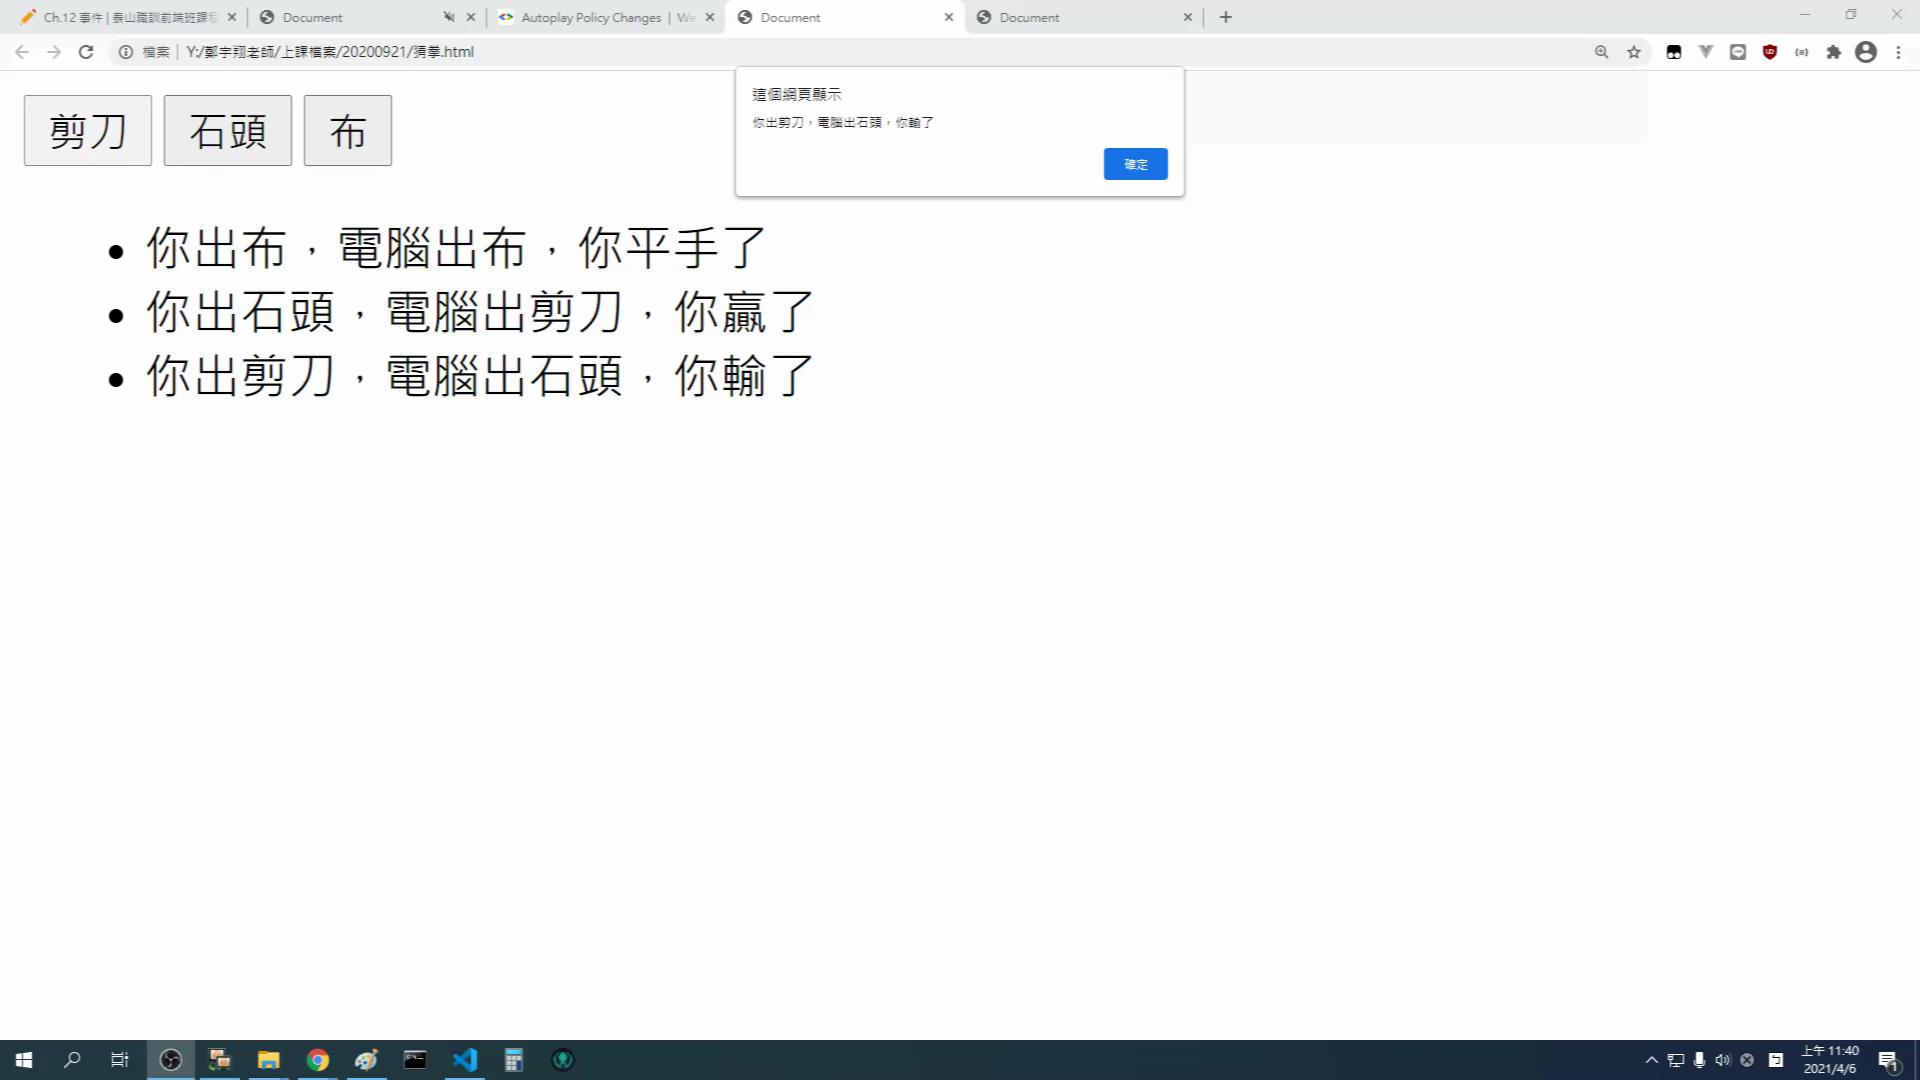 Ch.12 事件 | 泰山職訓前端班課程
Document
Autoplay Policy Changes | We
Document
Document
檔案 | Y:/鄭宇翔老師/上課檔案/20200921/猜拳.html
這個網頁顯示
你出剪刀，電腦出石頭，你輸了
確定
剪刀 石頭 布
你出布，電腦出布，你平手了
你出石頭，電腦出剪刀，你贏了
你出剪刀，電腦出石頭，你輸了
上午 11:40
2021/4/6
1